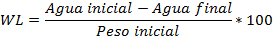 WL = (Agua inicial − Agua final) / Peso inicial * 100